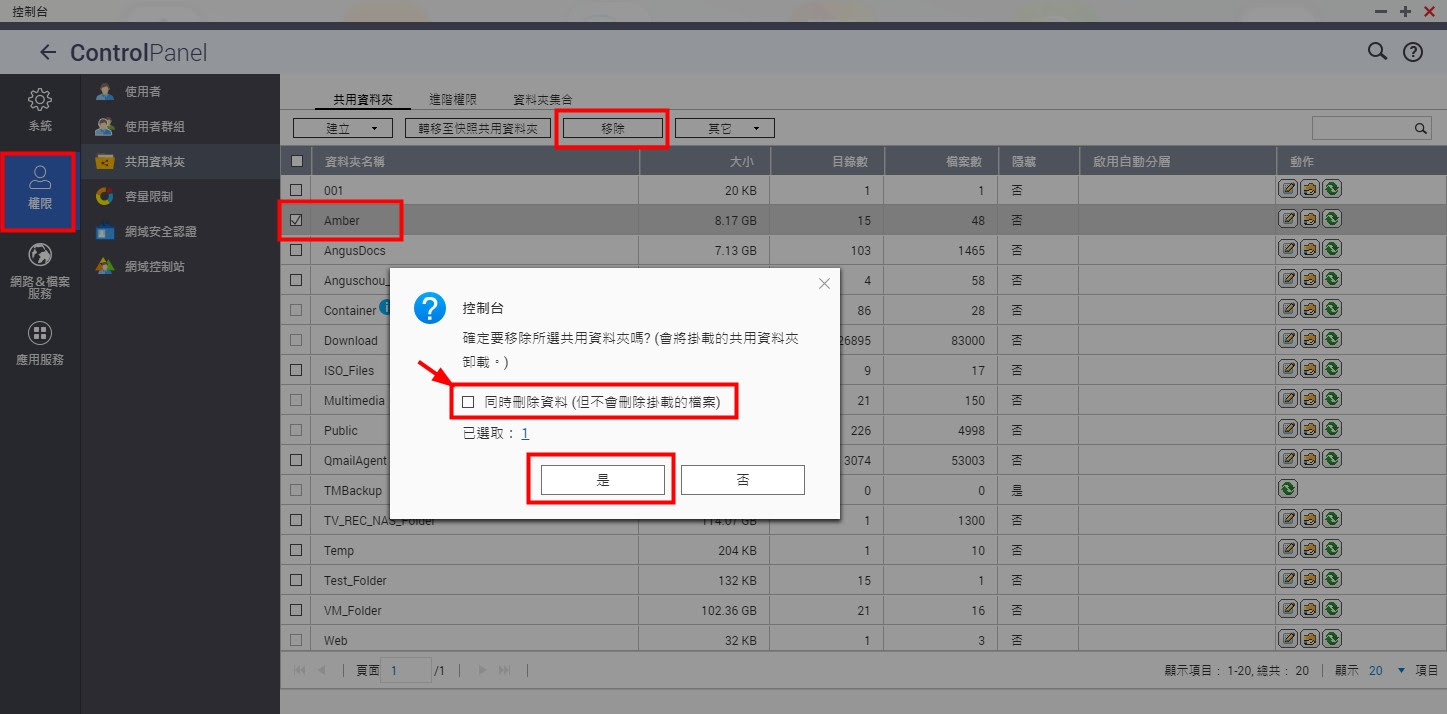 控制台
ControlPanel
系統
權限
網路＆檔案
服務
應用服務
使用者
使用者群組
共用資料夾
容量限制
網域安全認證
網域控制站
共用資料夾 進階權限 資料夾集合
建立 轉移至快照共用資料夾 移除 其它
資料夾名稱 大小 目錄數 檔案數 隱藏 啟用自動分層 動作
001 20 KB 1 1 否
Amber 8.17 GB 15 48 否
AngusDocs 7.13 GB 103 1465 否
Anguschou_ 4 58 否
Container 86 28 否
Download 26895 83000 否
ISO_Files 9 17 否
Multimedia 21 150 否
Public 226 4998 否
QmailAgent 3074 53003 否
TMBackup 0 0 是
TV_REC_NAS_Folder 114.07 GB 1 1300 否
Temp 204 KB 1 10 否
Test_Folder 132 KB 15 1 否
VM_Folder 102.36 GB 21 16 否
Web 32 KB 1 3 否
頁面 1 /1
顯示項目： 1-20, 總共： 20 顯示 20 項目
控制台
確定要移除所選共用資料夾嗎? (會將掛載的共用資料夾
卸載。)
同時刪除資料 (但不會刪除掛載的檔案)
已選取： 1
是 否